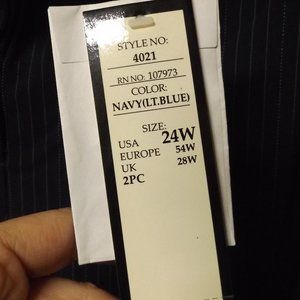 STYLE NO:
4021
RN NO: 107973
COLOR:
NAVY(LT.BLUE)
SIZE:
USA 24W
EUROPE 54W
UK 28W
2PC